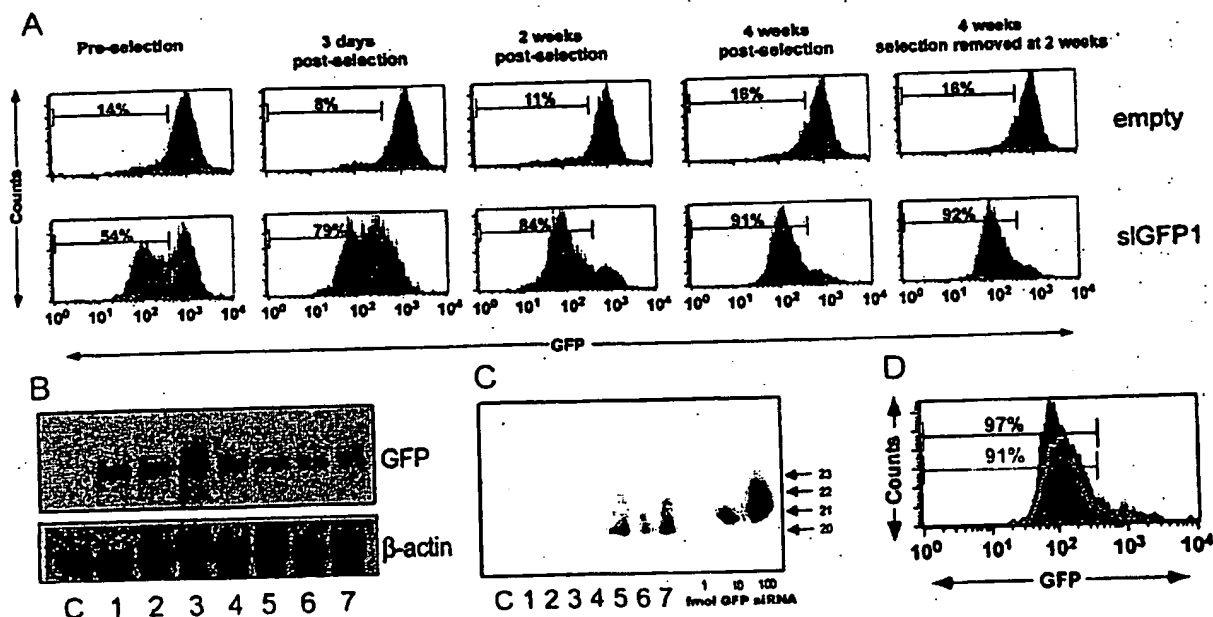 A
Pre-selection
3 days
post-selection
2 weeks
post-selection
4 weeks
post-selection
4 weeks
selection removed at 2 weeks
Counts
14%
8%
11%
16%
16%
empty
54%
79%
84%
91%
92%
siGFP1
10⁰ 10¹ 10² 10³ 10⁴
10⁰ 10¹ 10² 10³ 10⁴
10⁰ 10¹ 10² 10³ 10⁴
10⁰ 10¹ 10² 10³ 10⁴
10⁰ 10¹ 10² 10³ 10⁴
GFP
B
GFP
β-actin
C 1 2 3 4 5 6 7
C
23
22
21
20
C 1 2 3 4 5 6 7
1 10 100
fmol GFP siRNA
D
Counts
97%
91%
10⁰ 10¹ 10² 10³ 10⁴
GFP